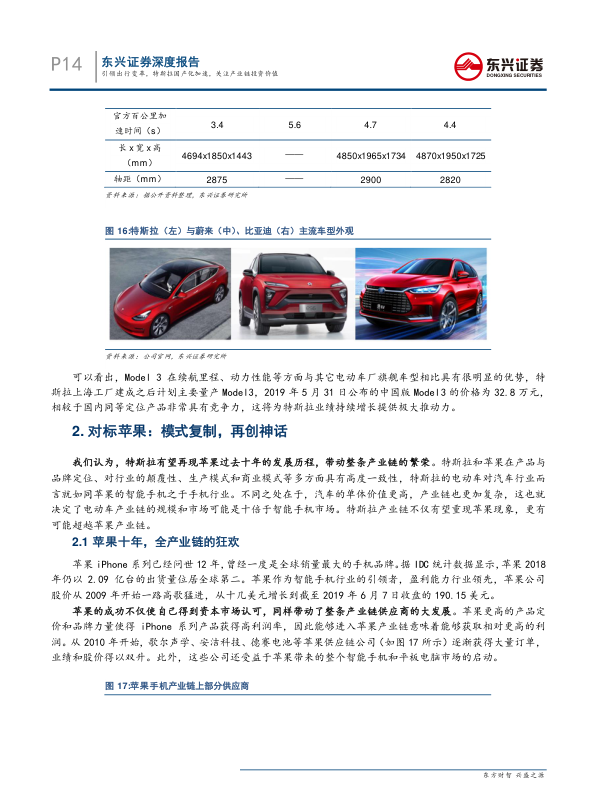 P14
东兴证券深度报告
引领出行变革，特斯拉国产化加速，关注产业链投资价值
东兴证券
DONGXING SECURITIES
官方百公里加
速时间（s） 3.4 5.6 4.7 4.4
长 x 宽 x 高
（mm） 4694x1850x1443 —— 4850x1965x1734 4870x1950x1725
轴距（mm） 2875 —— 2900 2820
资料来源：据公开资料整理，东兴证券研究所
图 16:特斯拉（左）与蔚来（中）、比亚迪（右）主流车型外观
资料来源：公司官网，东兴证券研究所
可以看出，Model 3 在续航里程、动力性能等方面与其它电动车厂旗舰车型相比具有很明显的优势，特
斯拉上海工厂建成之后计划主要量产 Model3，2019 年 5 月 31 日公布的中国版 Model3 的价格为 32.8 万元，
相较于国内同等定位产品非常具有竞争力，这将为特斯拉业绩持续增长提供极大推动力。
2. 对标苹果：模式复制，再创神话
我们认为，特斯拉有望再现苹果过去十年的发展历程，带动整条产业链的繁荣。特斯拉和苹果在产品与
品牌定位、对行业的颠覆性、生产模式和商业模式等多方面具有高度一致性，特斯拉的电动车对汽车行业而
言就如同苹果的智能手机之于手机行业。不同之处在于，汽车的单体价值更高，产业链也更加复杂，这也就
决定了电动车产业链的规模和市场可能是十倍于智能手机市场。特斯拉产业链不仅有望重现苹果现象，更有
可能超越苹果产业链。
2.1 苹果十年，全产业链的狂欢
苹果 iPhone 系列已经问世 12 年，曾经一度是全球销量最大的手机品牌。据 IDC 统计数据显示，苹果 2018
年仍以 2.09 亿台的出货量位居全球第二。苹果作为智能手机行业的引领者，盈利能力行业领先，苹果公司
股价从 2009 年开始一路高歌猛进，从十几美元增长到截至 2019 年 6 月 7 日收盘的 190.15 美元。
苹果的成功不仅使自己得到资本市场认可，同样带动了整条产业链供应商的大发展。苹果更高的产品定
价和品牌力量使得 iPhone 系列产品获得高利润率，因此能够进入苹果产业链意味着能够获取相对更高的利
润。从 2010 年开始，歌尔声学、安洁科技、德赛电池等苹果供应链公司（如图 17 所示）逐渐获得大量订单，
业绩和股价得以双升。此外，这些公司还受益于苹果带来的整个智能手机和平板电脑市场的启动。
图 17:苹果手机产业链上部分供应商
东方财智 兴盛之源